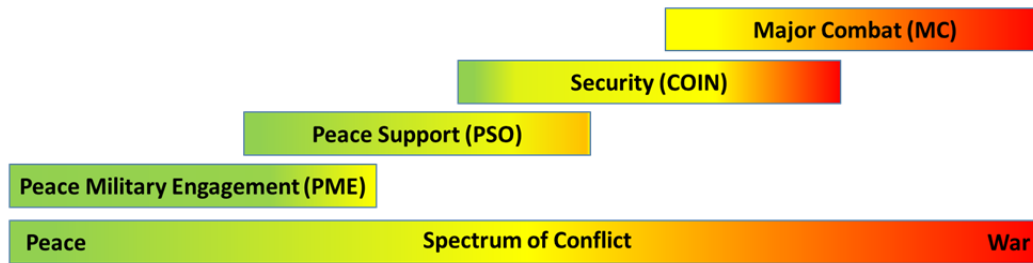 Major Combat (MC)
Security (COIN)
Peace Support (PSO)
Peace Military Engagement (PME)
Peace Spectrum of Conflict War